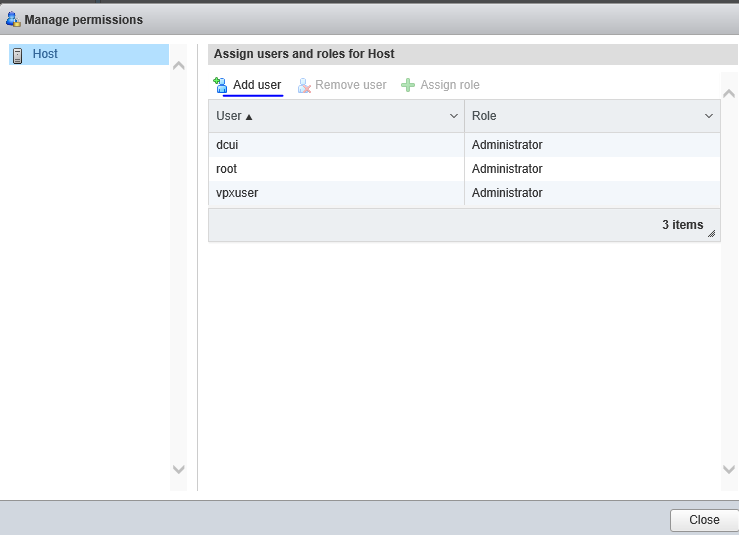 Manage permissions
Host
Assign users and roles for Host
Add user Remove user Assign role
User Role
dcui Administrator
root Administrator
vpxuser Administrator
3 items
Close